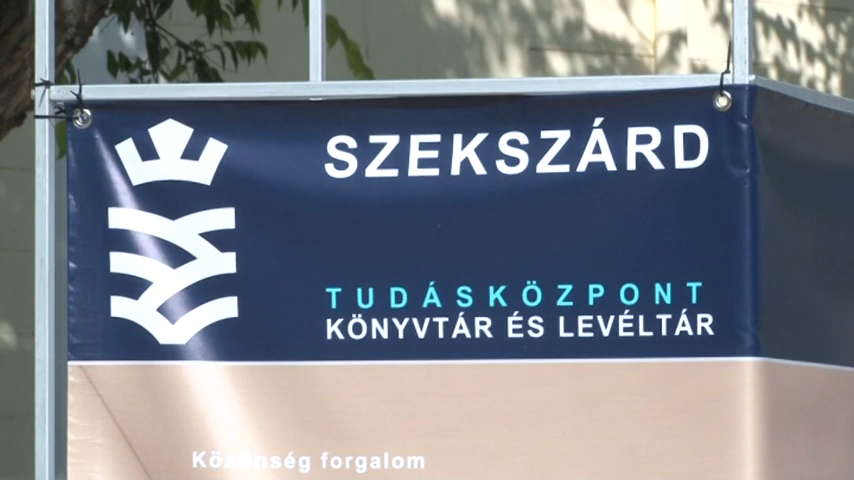 SZEKSZÁRD
TUDÁSKÖZPONT
KÖNYVTÁR ÉS LEVÉLTÁR
Közönség forgalom